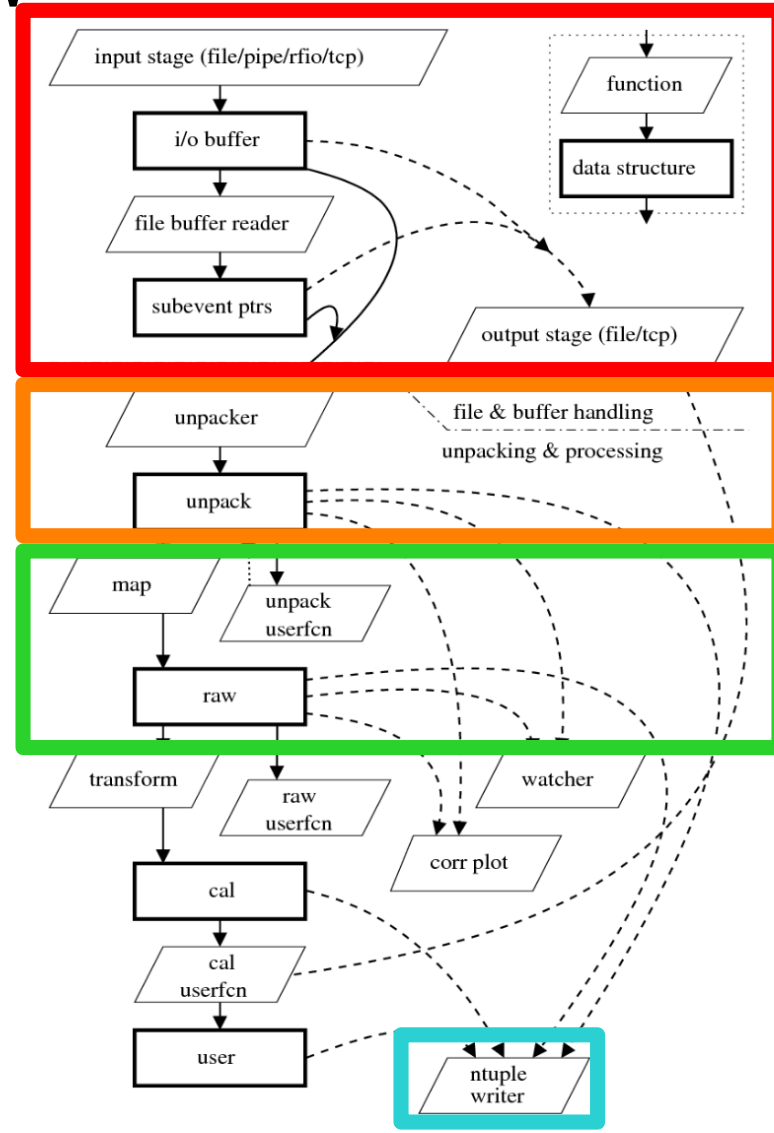 input stage (file/pipe/rfio/tcp)
function
i/o buffer
data structure
file buffer reader
subevent ptrs
output stage (file/tcp)
unpacker
file & buffer handling
unpacking & processing
unpack
map
unpack
userfcn
raw
transform
raw
userfcn
watcher
corr plot
cal
cal
userfcn
user
ntuple
writer